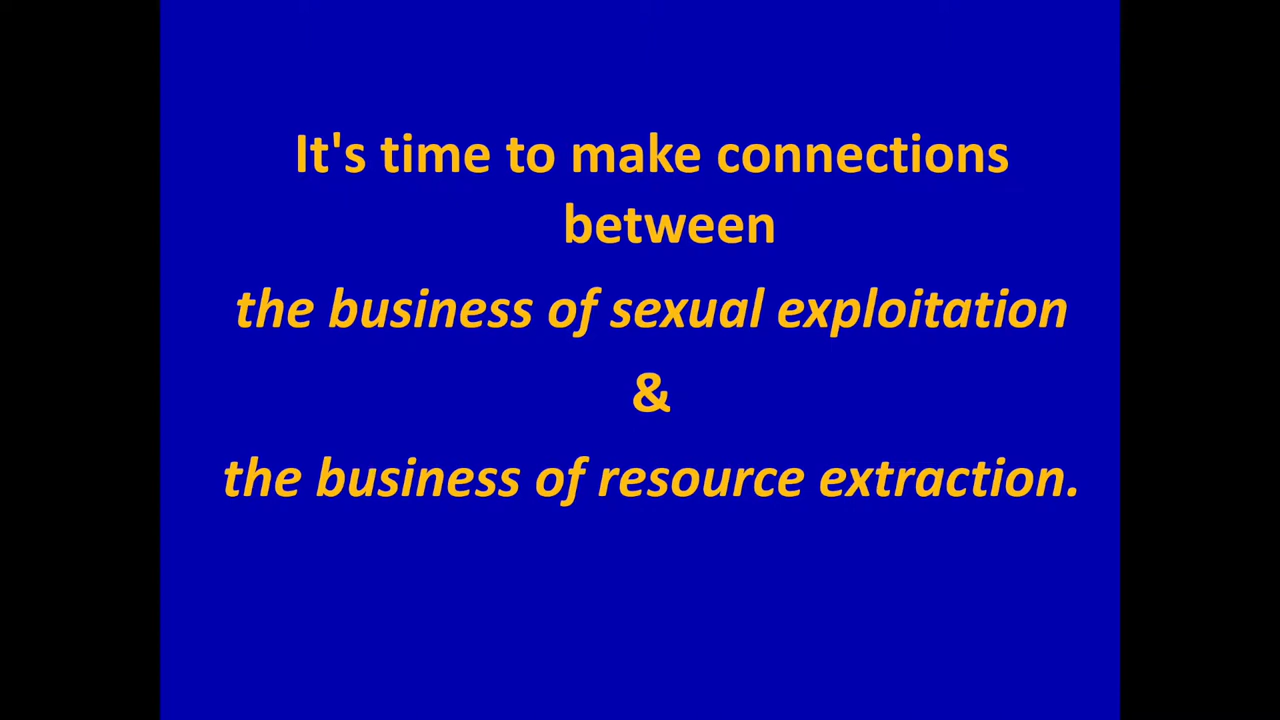 It's time to make connections
between
the business of sexual exploitation
&
the business of resource extraction.